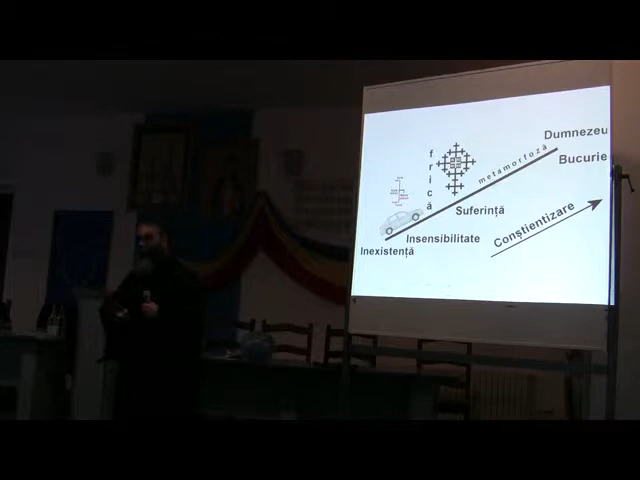 Dumnezeu
Bucurie
metamorfoză
frică
Suferință
Conștientizare
Insensibilitate
Inexistență